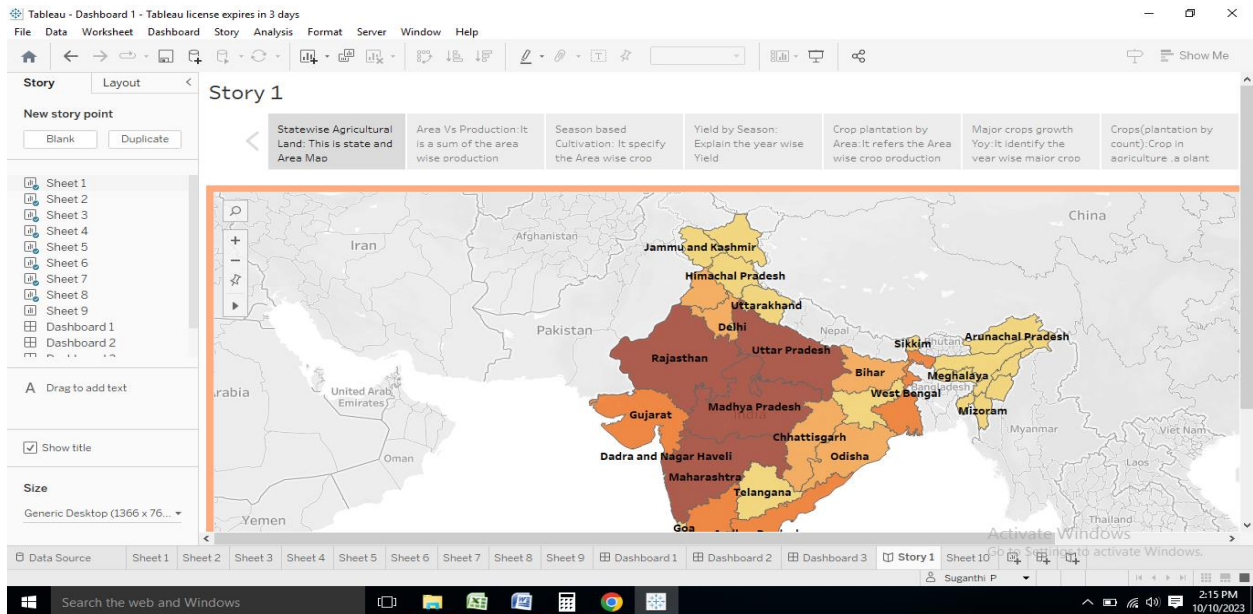 Tableau - Dashboard 1 - Tableau license expires in 3 days
File Data Worksheet Dashboard Story Analysis Format Server Window Help
Show Me
Story Layout
New story point
Blank Duplicate
Story 1
Statewise Agricultural
Land: This is state and
Area Map
Area Vs Production:It
is a sum of the area
wise production
Season based
Cultivation: It specify
the Area wise crop
Yield by Season:
Explain the year wise
Yield
Crop plantation by
Area:It refers the Area
wise crop production
Major crops growth
Yoy:It identify the
year wise major crop
Crops(plantation by
count):Crop in
agriculture ,a plant
Sheet 1
Sheet 2
Sheet 3
Sheet 4
Sheet 5
Sheet 6
Sheet 7
Sheet 8
Sheet 9
Dashboard 1
Dashboard 2
A Drag to add text
Show title
Size
Generic Desktop (1366 x 76...
China
Iran
Afghanistan
Jammu and Kashmir
Himachal Pradesh
Uttarakhand
Pakistan
Delhi
Nepal
Sikkim
Arunachal Pradesh
Rajasthan
Uttar Pradesh
Bihar
Meghalaya
Bangladesh
United Arab
Emirates
West Bengal
Gujarat
Madhya Pradesh
India
Mizoram
Myanmar
Viet Nam
Chhattisgarh
Oman
Dadra and Nagar Haveli
Odisha
Laos
Maharashtra
Telangana
Yemen
Goa
Thailand
Activate Windows
Go to Settings to activate Windows.
Data Source Sheet 1 Sheet 2 Sheet 3 Sheet 4 Sheet 5 Sheet 6 Sheet 7 Sheet 8 Sheet 9 Dashboard 1 Dashboard 2 Dashboard 3 Story 1 Sheet 10
Suganthi P
Search the web and Windows
2:15 PM
10/10/2023